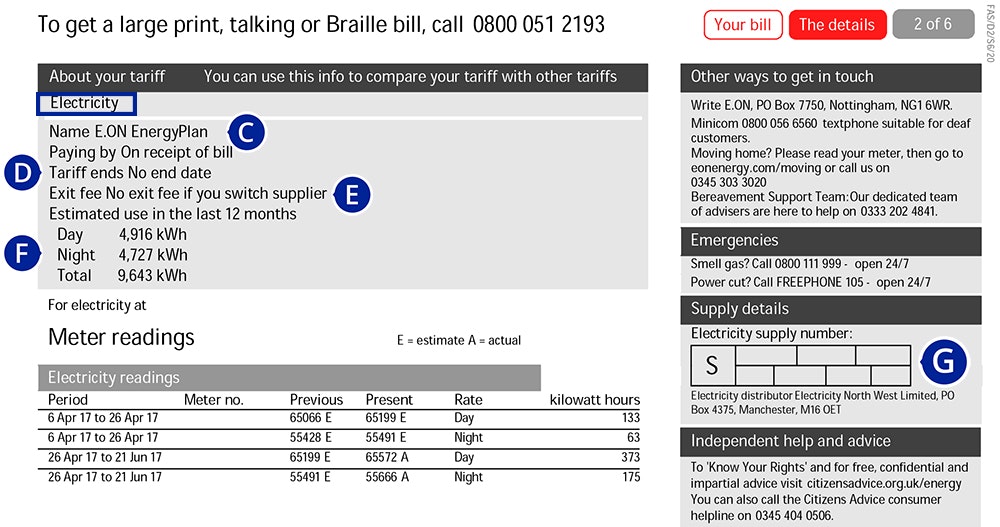 To get a large print, talking or Braille bill, call 0800 051 2193
Your bill
The details
2 of 6
FAS/D2/S6/20
About your tariff You can use this info to compare your tariff with other tariffs
Electricity
Name E.ON EnergyPlan
C
Paying by On receipt of bill
D
Tariff ends No end date
Exit fee No exit fee if you switch supplier
E
Estimated use in the last 12 months
Day 4,916 kWh
F
Night 4,727 kWh
Total 9,643 kWh
For electricity at
Meter readings
E = estimate A = actual
Electricity readings
Period Meter no. Previous Present Rate kilowatt hours
6 Apr 17 to 26 Apr 17 65066 E 65199 E Day 133
6 Apr 17 to 26 Apr 17 55428 E 55491 E Night 63
26 Apr 17 to 21 Jun 17 65199 E 65572 A Day 373
26 Apr 17 to 21 Jun 17 55491 E 55666 A Night 175
Other ways to get in touch
Write E.ON, PO Box 7750, Nottingham, NG1 6WR.
Minicom 0800 056 6560 textphone suitable for deaf
customers.
Moving home? Please read your meter, then go to
eonenergy.com/moving or call us on
0345 303 3020
Bereavement Support Team:Our dedicated team
of advisers are here to help on 0333 202 4841.
Emergencies
Smell gas? Call 0800 111 999 - open 24/7
Power cut? Call FREEPHONE 105 - open 24/7
Supply details
Electricity supply number:
S
G
Electricity distributor Electricity North West Limited, PO
Box 4375, Manchester, M16 OET
Independent help and advice
To 'Know Your Rights' and for free, confidential and
impartial advice visit citizensadvice.org.uk/energy
You can also call the Citizens Advice consumer
helpline on 0345 404 0506.